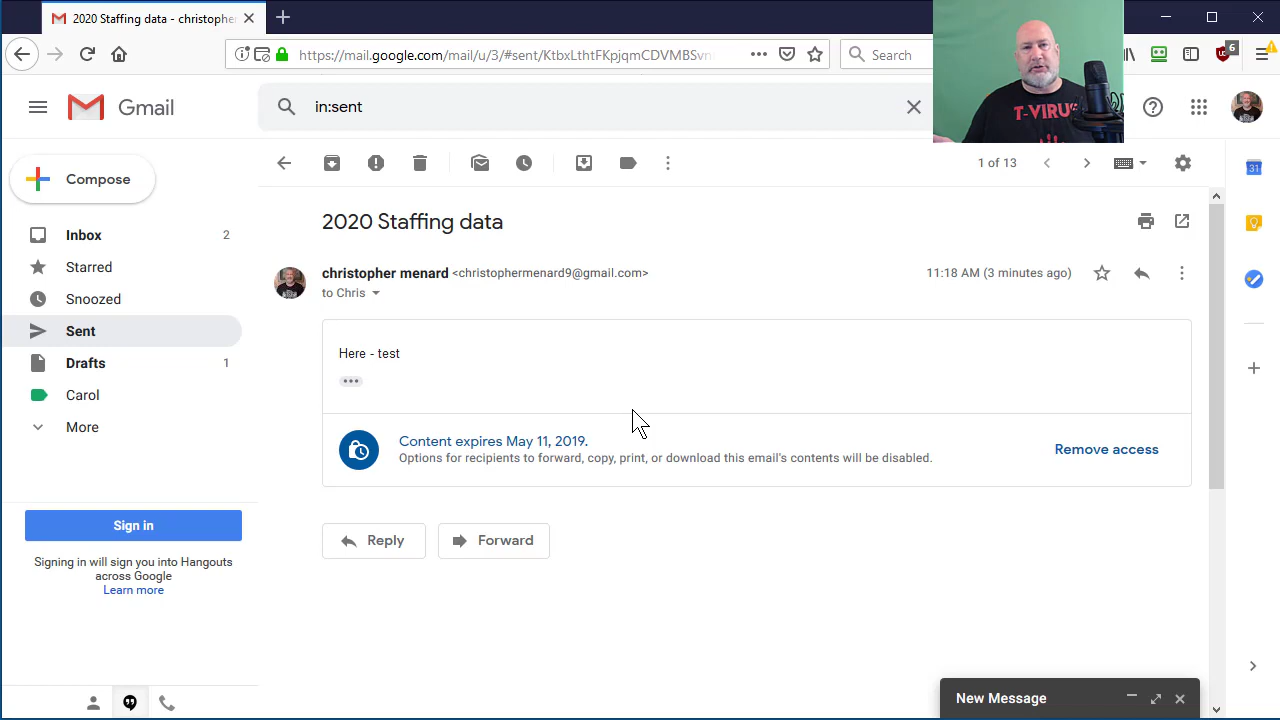 2020 Staffing data - christophe
https://mail.google.com/mail/u/3/#sent/KtbxLthtFKpjqmCDVMBSvn
Search
6
Gmail
in:sent
T-VIRUS
Compose
1 of 13
31
Inbox 2
Starred
Snoozed
Sent
Drafts 1
Carol
More
2020 Staffing data
christopher menard <christophermenard9@gmail.com>
11:18 AM (3 minutes ago)
to Chris
Here - test
Content expires May 11, 2019.
Options for recipients to forward, copy, print, or download this email's contents will be disabled.
Remove access
Reply
Forward
Sign in
Signing in will sign you into Hangouts
across Google
Learn more
New Message